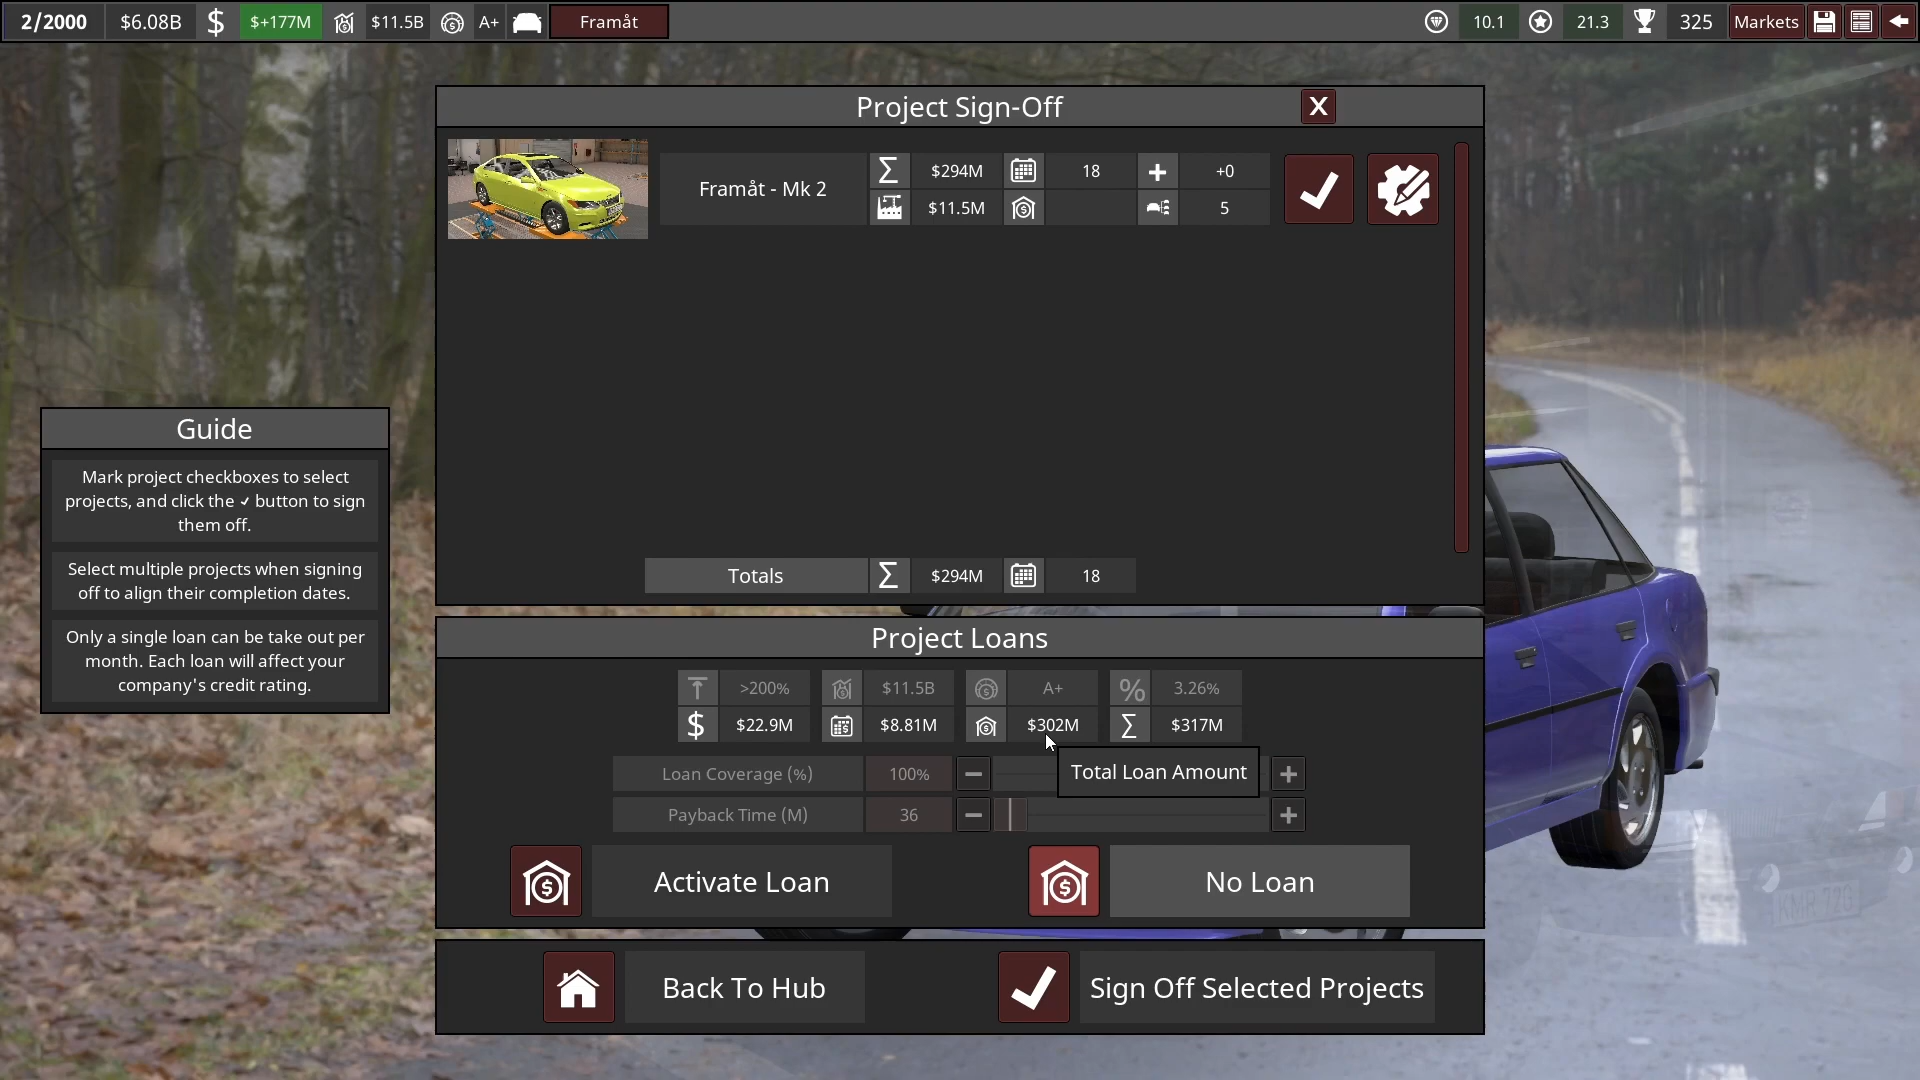 2/2000 $6.08B $ $+177M $11.5B A+ Framåt 10.1 21.3 325 Markets
Project Sign-Off X
Framåt - Mk 2 Σ $294M 18 + +0
$11.5M 5
Totals Σ $294M 18
Guide
Mark project checkboxes to select
projects, and click the ✓ button to sign
them off.
Select multiple projects when signing
off to align their completion dates.
Only a single loan can be take out per
month. Each loan will affect your
company's credit rating.
Project Loans
>200% $11.5B A+ % 3.26%
$ $22.9M $8.81M $302M Σ $317M
Total Loan Amount
Loan Coverage (%) 100% − +
Payback Time (M) 36 − +
Activate Loan No Loan
Back To Hub Sign Off Selected Projects